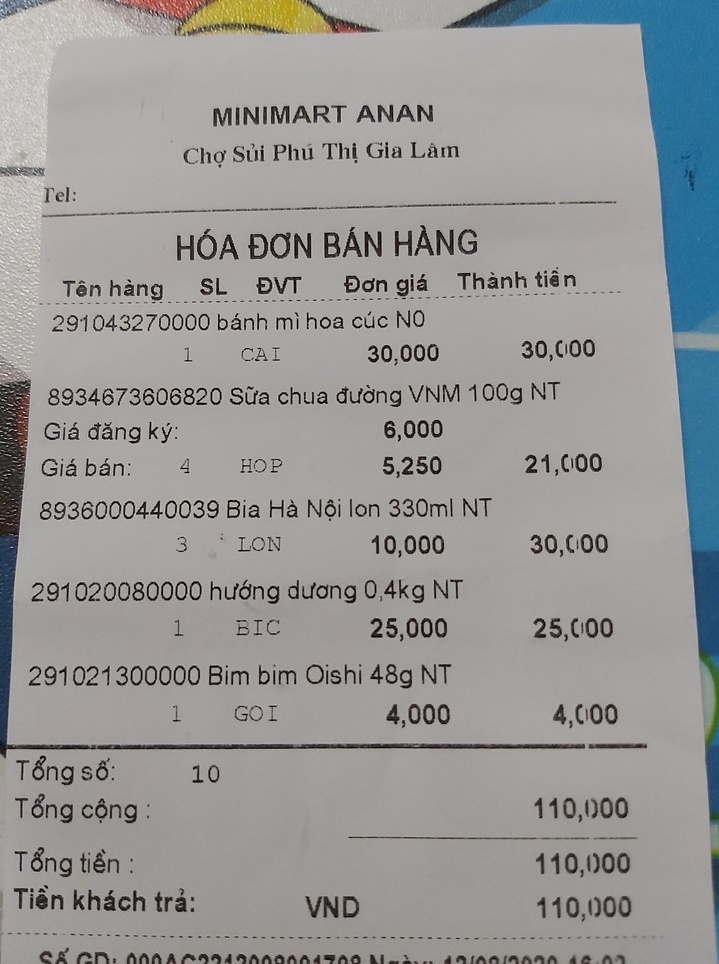 MINIMART ANAN
Chợ Sủi Phú Thị Gia Lâm
Tel:
HÓA ĐƠN BÁN HÀNG
Tên hàng SL ĐVT Đơn giá Thành tiền
291043270000 bánh mì hoa cúc N0
1 CAI 30,000 30,000
8934673606820 Sữa chua đường VNM 100g NT
Giá đăng ký: 6,000
Giá bán: 4 HOP 5,250 21,000
8936000440039 Bia Hà Nội lon 330ml NT
3 LON 10,000 30,000
291020080000 hướng dương 0,4kg NT
1 BIC 25,000 25,000
291021300000 Bim bim Oishi 48g NT
1 GOI 4,000 4,000
Tổng số: 10
Tổng cộng : 110,000
Tổng tiền : 110,000
Tiền khách trả: VND 110,000
Số GD: Ngày: